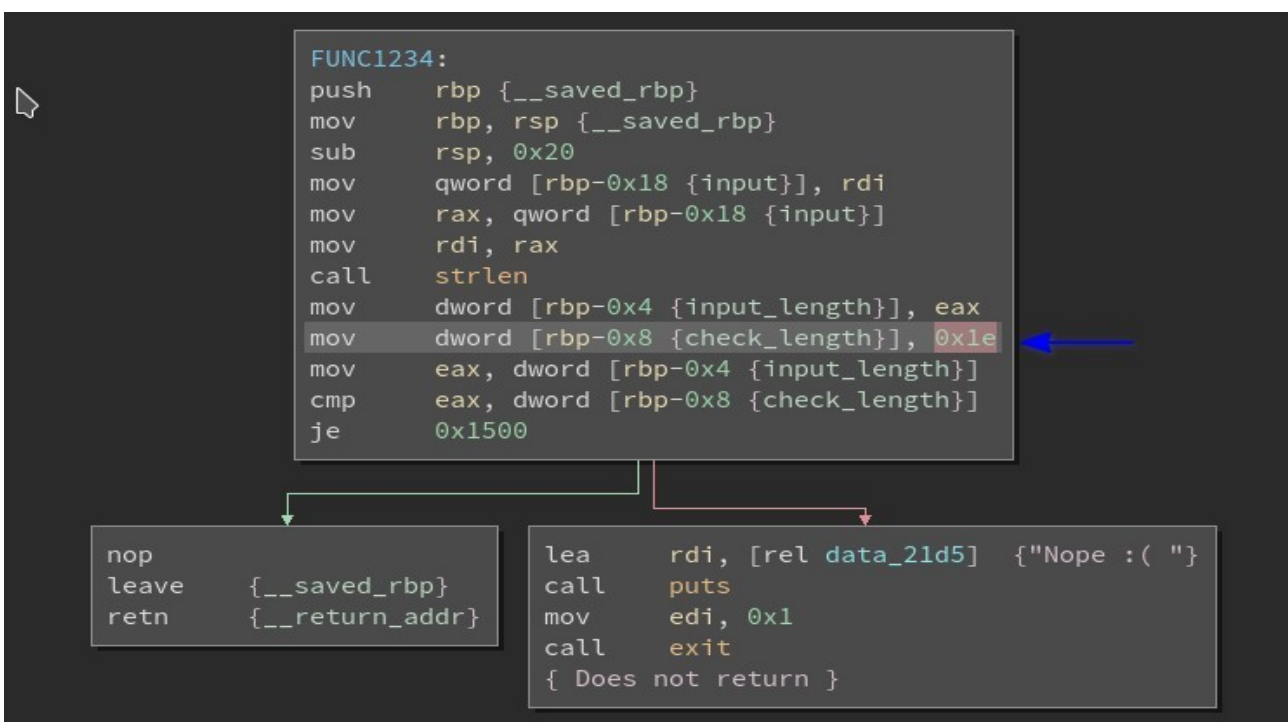 FUNC1234:
push rbp {__saved_rbp}
mov rbp, rsp {__saved_rbp}
sub rsp, 0x20
mov qword [rbp-0x18 {input}], rdi
mov rax, qword [rbp-0x18 {input}]
mov rdi, rax
call strlen
mov dword [rbp-0x4 {input_length}], eax
mov dword [rbp-0x8 {check_length}], 0x1e
mov eax, dword [rbp-0x4 {input_length}]
cmp eax, dword [rbp-0x8 {check_length}]
je 0x1500
nop
leave {__saved_rbp}
retn {__return_addr}
lea rdi, [rel data_21d5] {"Nope :( "}
call puts
mov edi, 0x1
call exit
{ Does not return }